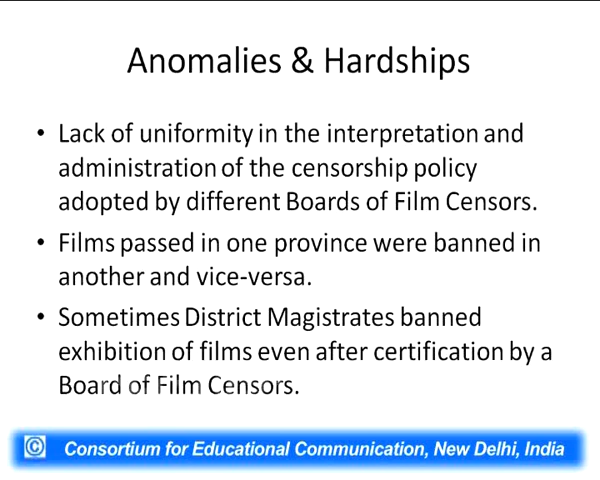 Anomalies & Hardships
• Lack of uniformity in the interpretation and
administration of the censorship policy
adopted by different Boards of Film Censors.
• Films passed in one province were banned in
another and vice-versa.
• Sometimes District Magistrates banned
exhibition of films even after certification by a
Board of Film Censors.
© Consortium for Educational Communication, New Delhi, India